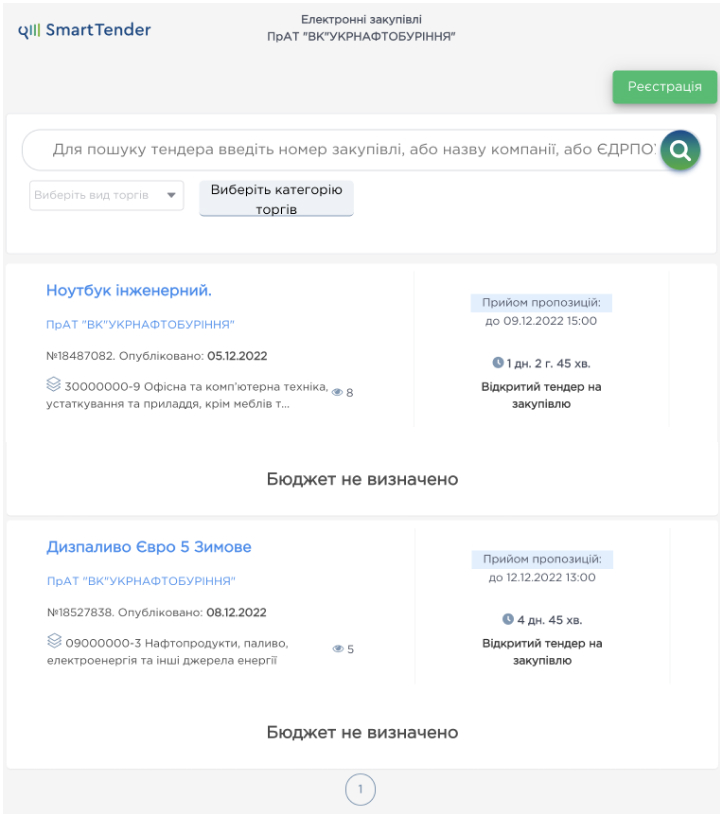 SmartTender
Електронні закупівлі
ПрАТ "ВК"УКРНАФТОБУРІННЯ"
Реєстрація
Для пошуку тендера введіть номер закупівлі, або назву компанії, або ЄДРПО
Виберіть вид торгів
Виберіть категорію
торгів
Ноутбук інженерний.
ПрАТ "ВК"УКРНАФТОБУРІННЯ"
№18487082. Опубліковано: 05.12.2022
30000000-9 Офісна та комп'ютерна техніка,
устаткування та приладдя, крім меблів т...
8
Прийом пропозицій:
до 09.12.2022 15:00
1 дн. 2 г. 45 хв.
Відкритий тендер на
закупівлю
Бюджет не визначено
Дизпаливо Євро 5 Зимове
ПрАТ "ВК"УКРНАФТОБУРІННЯ"
№18527838. Опубліковано: 08.12.2022
09000000-3 Нафтопродукти, паливо,
електроенергія та інші джерела енергії
5
Прийом пропозицій:
до 12.12.2022 13:00
4 дн. 45 хв.
Відкритий тендер на
закупівлю
Бюджет не визначено
1